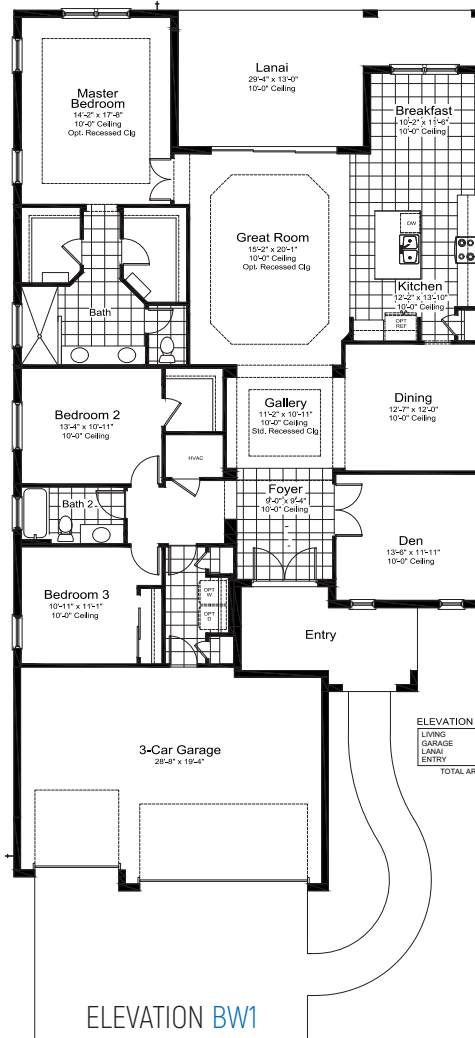 Lanai
29'-4" x 13'-0"
10'-0" Ceiling
Master
Bedroom
14'-2" x 17'-8"
10'-0" Ceiling
Opt. Recessed Clg
Breakfast
10'-2" x 11'-6"
10'-0" Ceiling
DW
Great Room
15'-2" x 20'-1"
10'-0" Ceiling
Opt. Recessed Clg
Kitchen
12'-2" x 13'-10"
10'-0" Ceiling
OPT
REF
Bath
Bedroom 2
13'-4" x 10'-11"
10'-0" Ceiling
Gallery
11'-2" x 10'-11"
10'-0" Ceiling
Std. Recessed Clg
Dining
12'-7" x 12'-0"
10'-0" Ceiling
HVAC
Bath 2
Foyer
9'-0" x 9'-4"
10'-0" Ceiling
Den
13'-6" x 11'-11"
10'-0" Ceiling
Bedroom 3
10'-11" x 11'-1"
10'-0" Ceiling
OPT
W
OPT
D
Entry
3-Car Garage
28'-8" x 19'-4"
ELEVATION
LIVING
GARAGE
LANAI
ENTRY
TOTAL AR
ELEVATION BW1